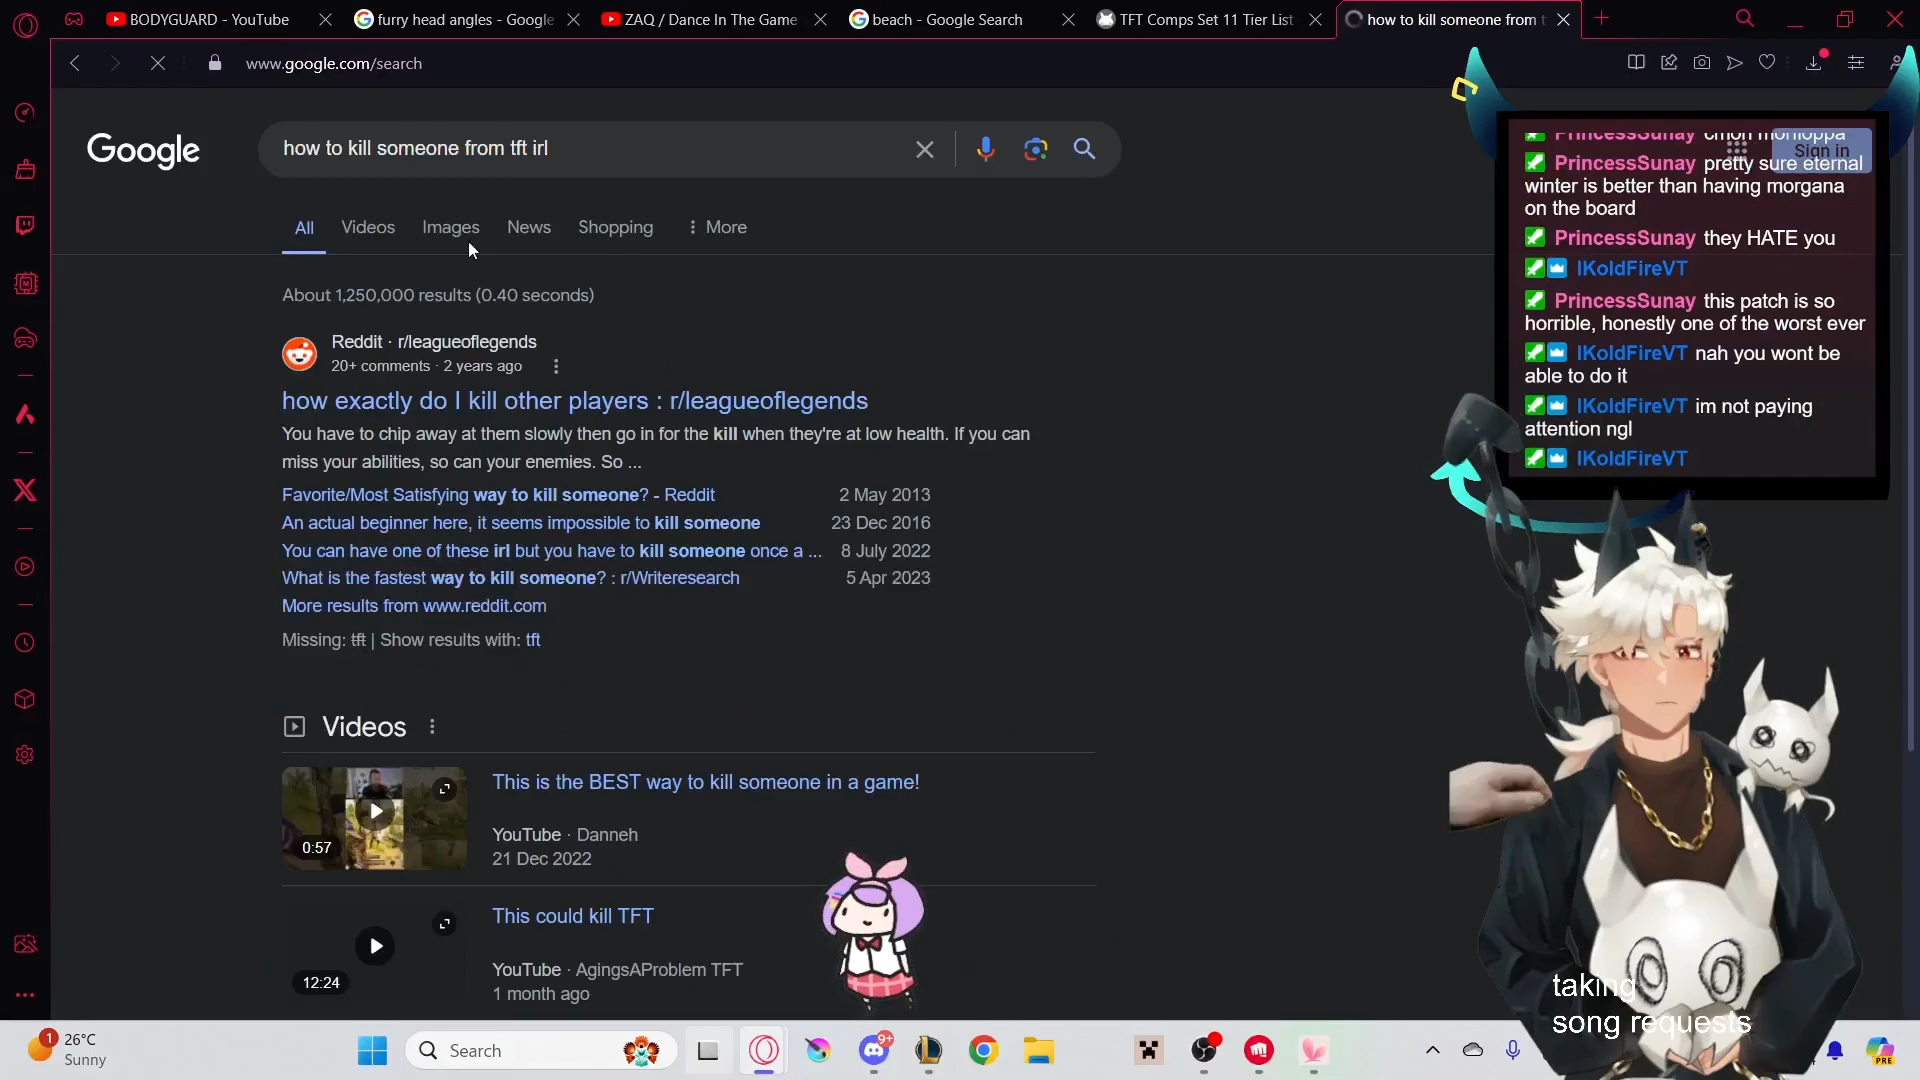 BODYGUARD - YouTube
furry head angles - Google
ZAQ / Dance In The Game
beach - Google Search
TFT Comps Set 11 Tier List
how to kill someone from t
www.google.com/search
Google
how to kill someone from tft irl
Sign in
All
Videos
Images
News
Shopping
More
About 1,250,000 results (0.40 seconds)
Reddit · r/leagueoflegends
20+ comments · 2 years ago
how exactly do I kill other players : r/leagueoflegends
You have to chip away at them slowly then go in for the kill when they're at low health. If you can
miss your abilities, so can your enemies. So ...
Favorite/Most Satisfying way to kill someone? - Reddit 2 May 2013
An actual beginner here, it seems impossible to kill someone 23 Dec 2016
You can have one of these irl but you have to kill someone once a ... 8 July 2022
What is the fastest way to kill someone? : r/Writeresearch 5 Apr 2023
More results from www.reddit.com
Missing: tft | Show results with: tft
Videos
This is the BEST way to kill someone in a game!
YouTube · Danneh
21 Dec 2022
0:57
This could kill TFT
YouTube · AgingsAProblem TFT
1 month ago
12:24
PrincessSunay cmon
PrincessSunay pretty sure eternal
winter is better than having morgana
on the board
PrincessSunay they HATE you
IKoldFireVT
PrincessSunay this patch is so
horrible, honestly one of the worst ever
IKoldFireVT nah you wont be
able to do it
IKoldFireVT im not paying
attention ngl
IKoldFireVT
taking
song requests
1
26°C
Sunny
Search
9+
PRE